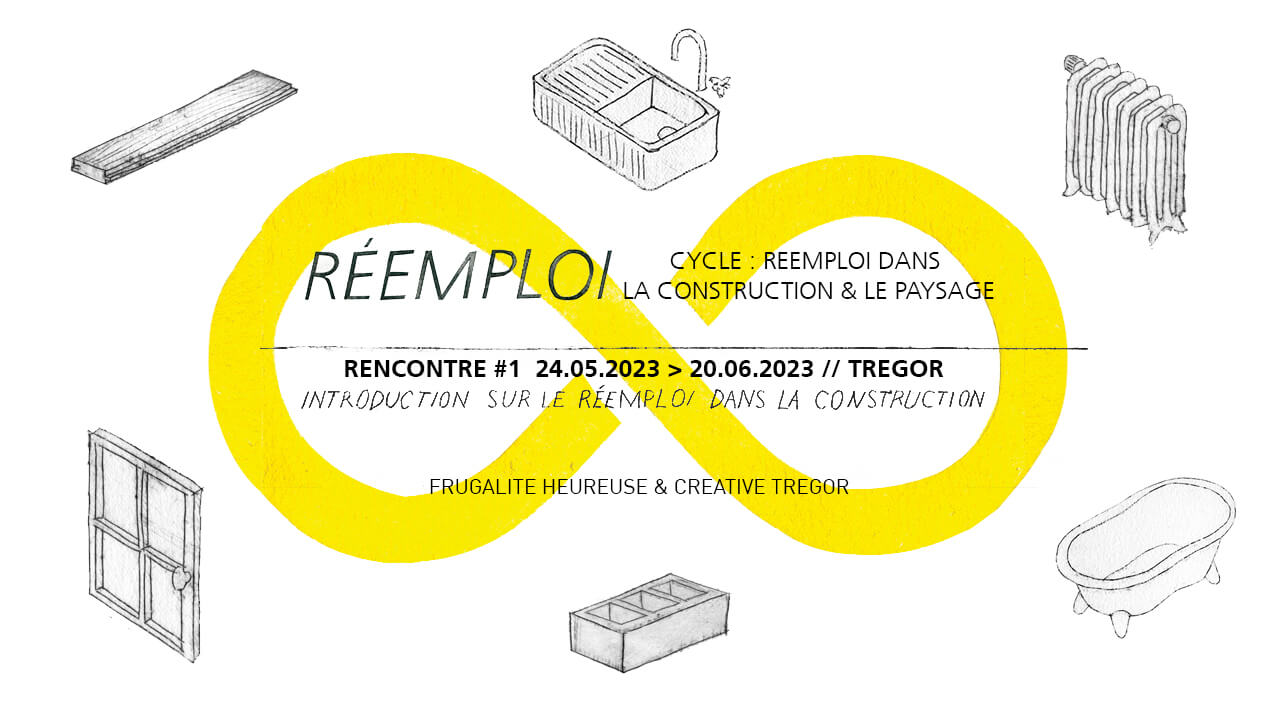 RÉEMPLOI
CYCLE : REEMPLOI DANS
LA CONSTRUCTION & LE PAYSAGE
RENCONTRE #1 24.05.2023 > 20.06.2023 // TREGOR
INTRODUCTION SUR LE RÉEMPLOI DANS LA CONSTRUCTION
FRUGALITE HEUREUSE & CREATIVE TREGOR